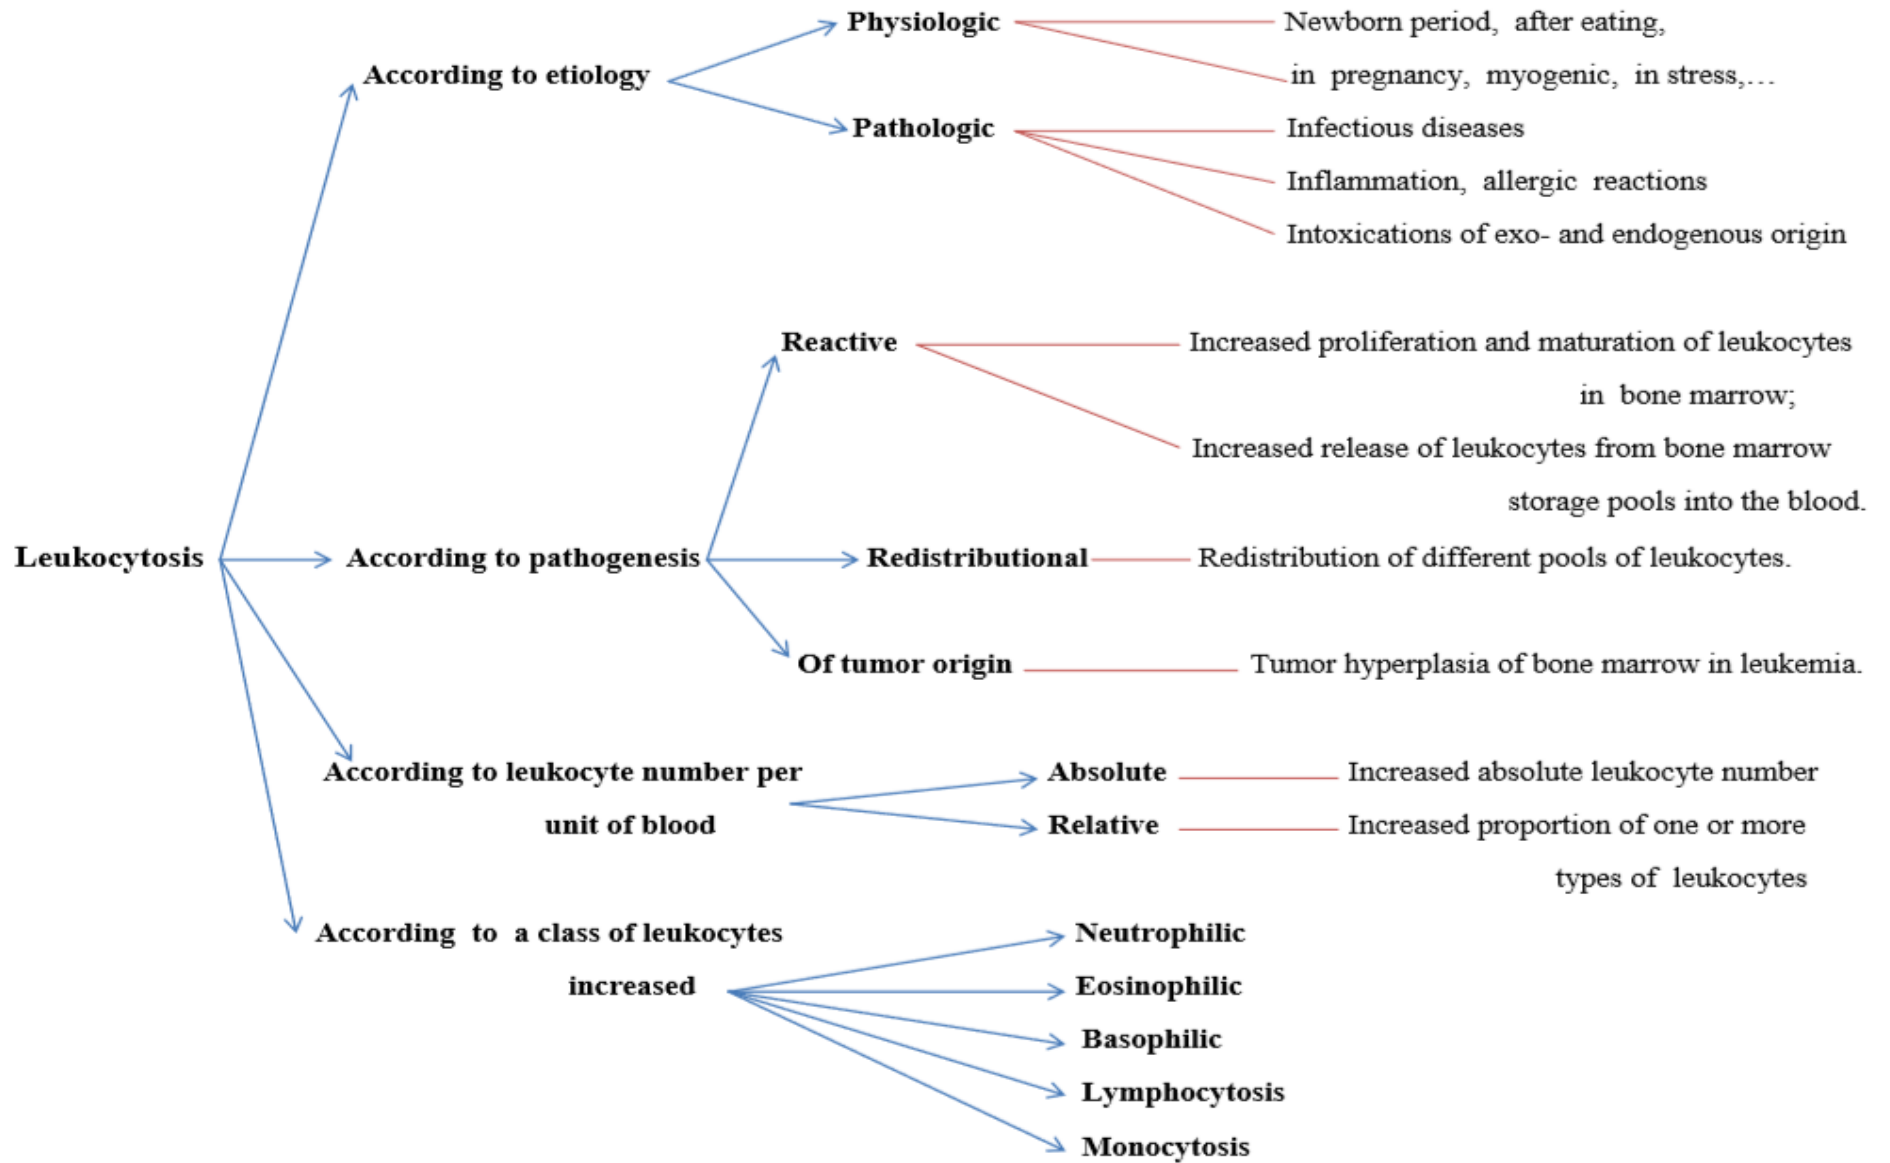 Physiologic
Newborn period, after eating,
According to etiology
in pregnancy, myogenic, in stress,…
Pathologic
Infectious diseases
Inflammation, allergic reactions
Intoxications of exo- and endogenous origin
Reactive
Increased proliferation and maturation of leukocytes
in bone marrow;
Increased release of leukocytes from bone marrow
storage pools into the blood.
Leukocytosis
According to pathogenesis
Redistributional
Redistribution of different pools of leukocytes.
Of tumor origin
Tumor hyperplasia of bone marrow in leukemia.
According to leukocyte number per
unit of blood
Absolute
Increased absolute leukocyte number
Relative
Increased proportion of one or more
types of leukocytes
According to a class of leukocytes
increased
Neutrophilic
Eosinophilic
Basophilic
Lymphocytosis
Monocytosis